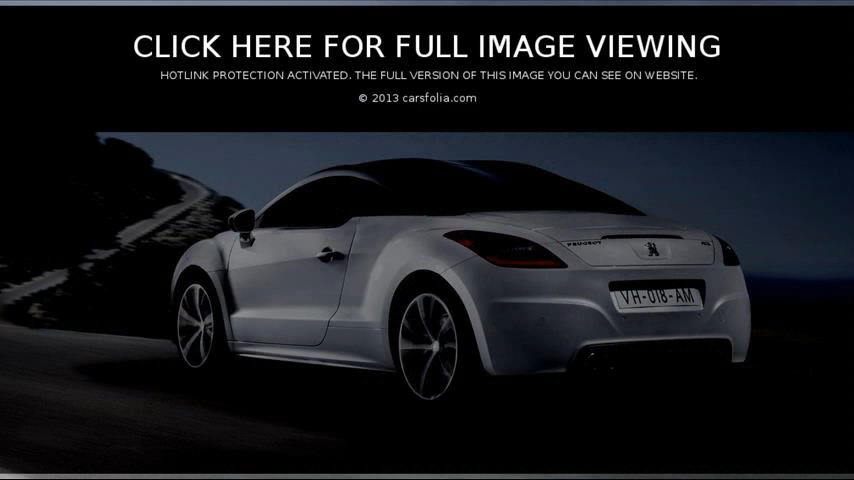 CLICK HERE FOR FULL IMAGE VIEWING
HOTLINK PROTECTION ACTIVATED. THE FULL VERSION OF THIS IMAGE YOU CAN SEE ON WEBSITE.
© 2013 carsfolia.com
PEUGEOT
VH-018-AM